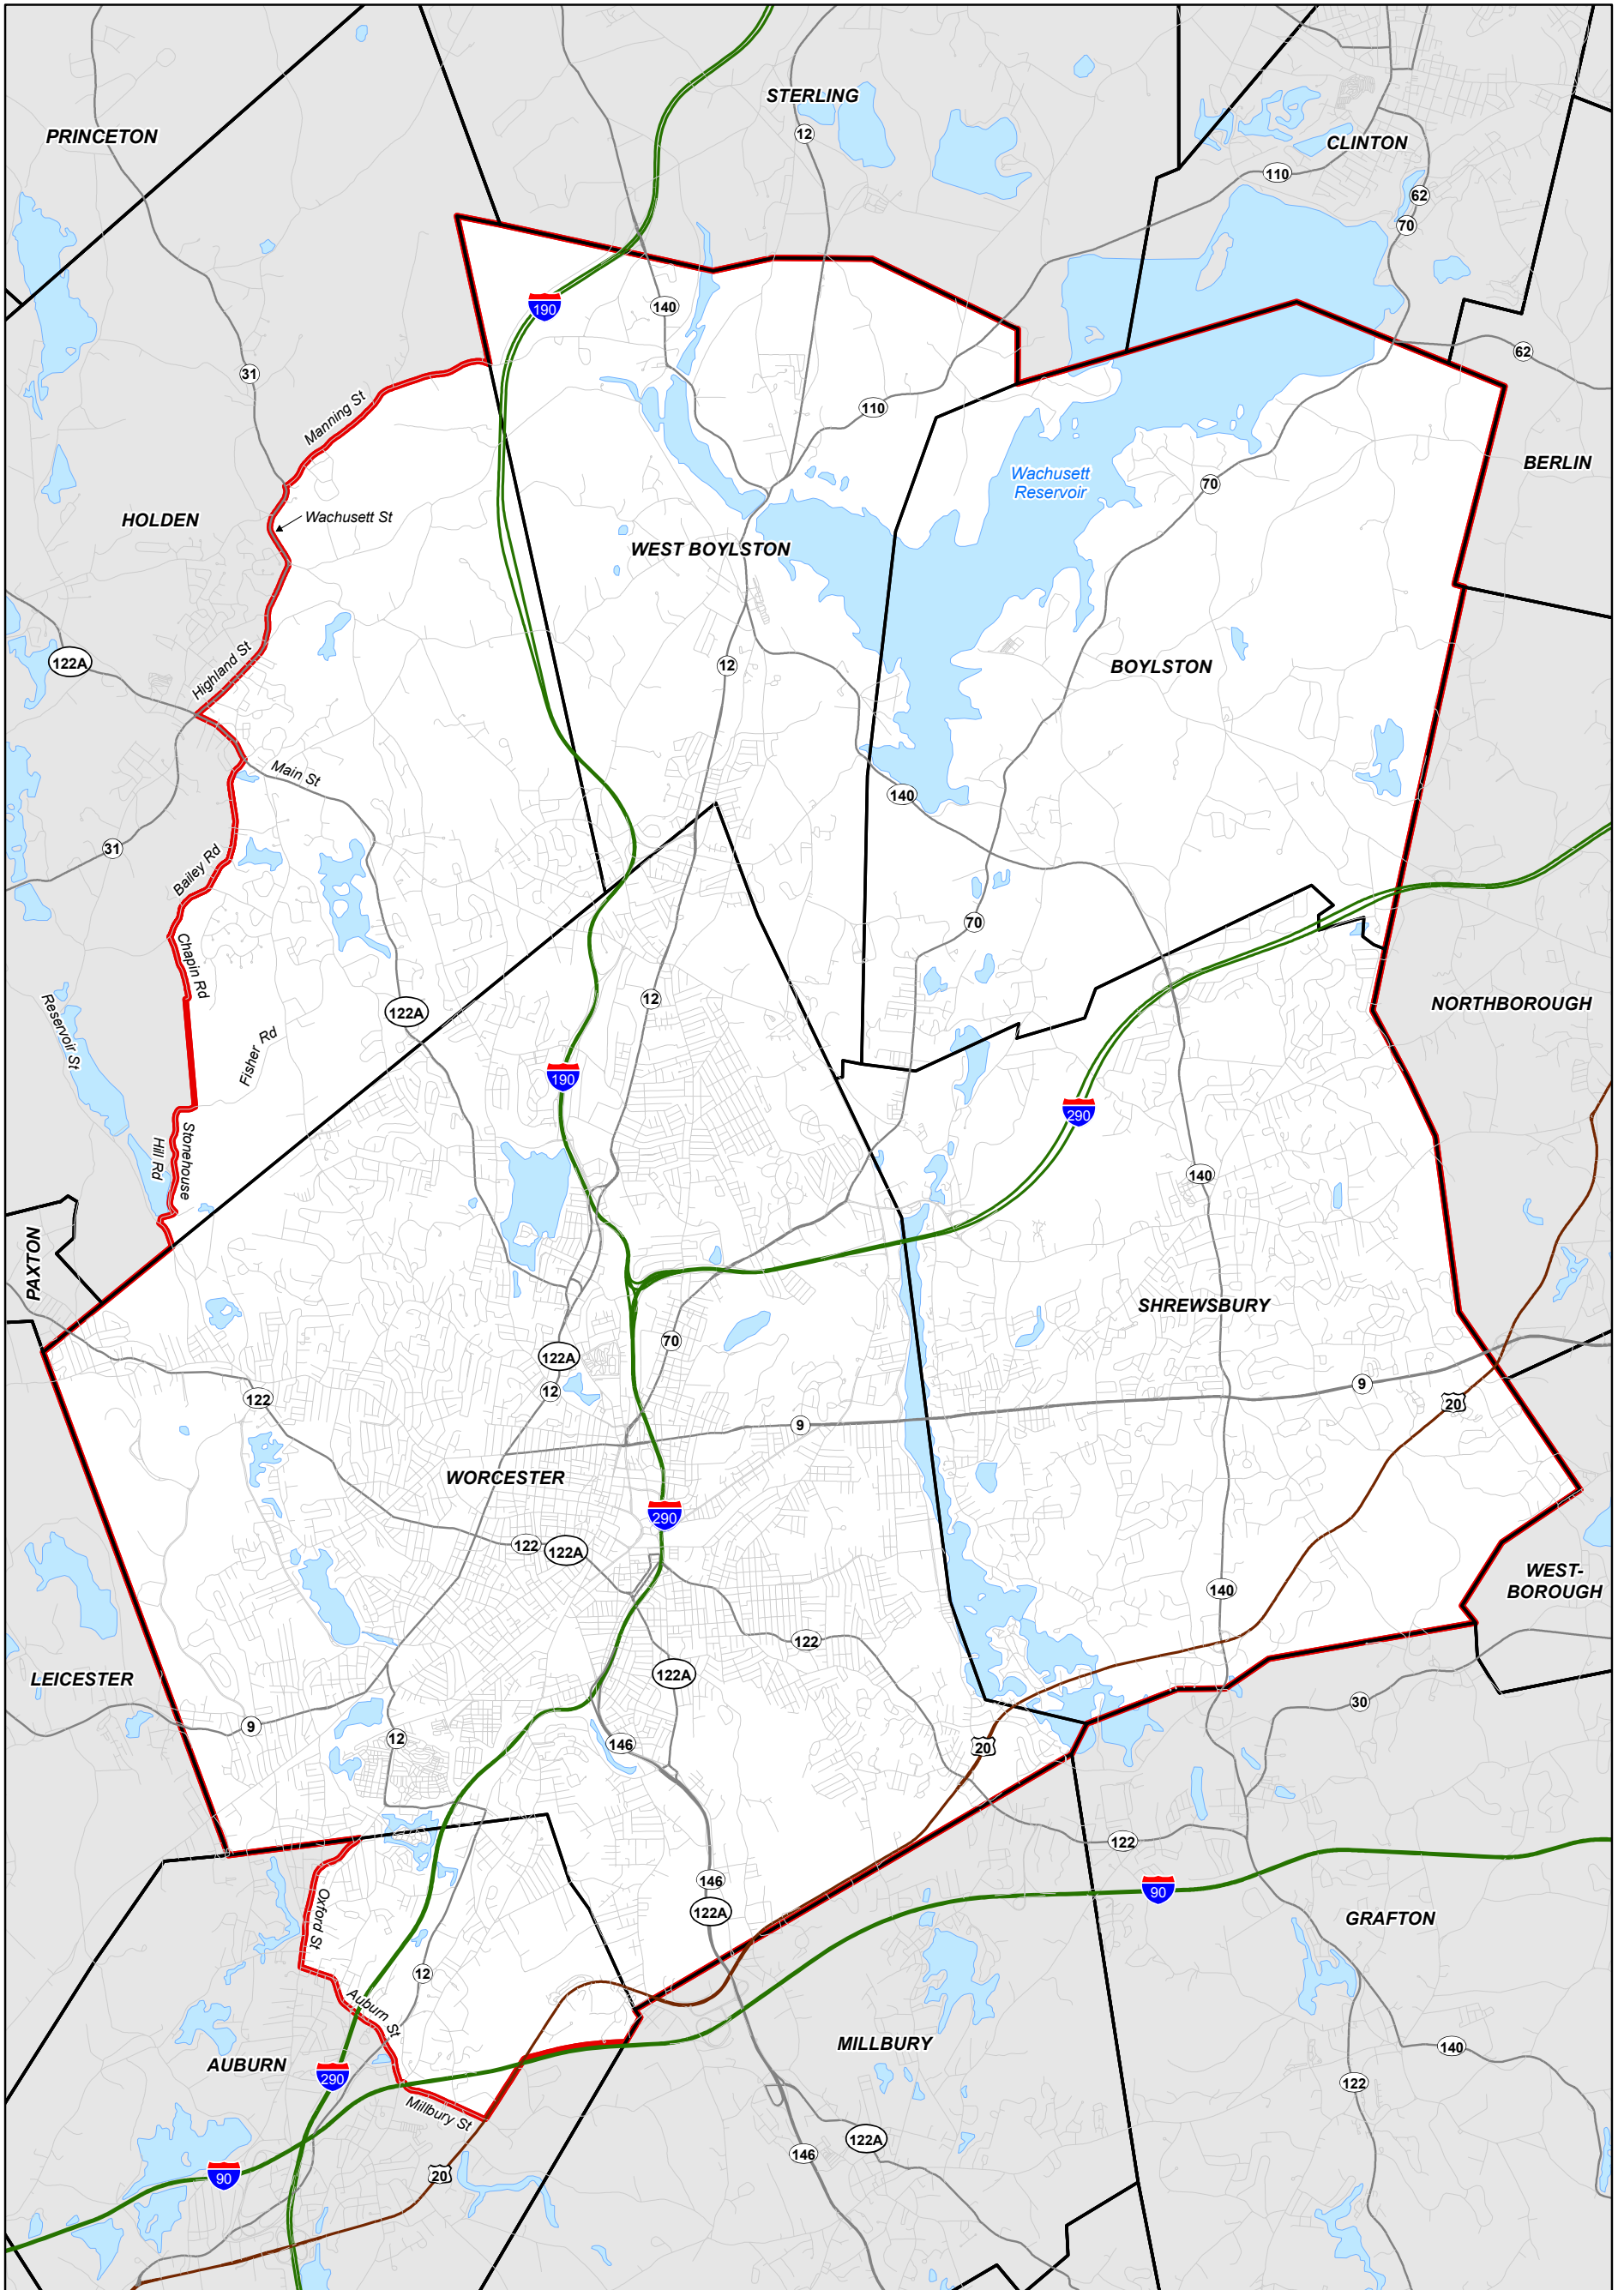 STERLING
PRINCETON
12
CLINTON
110
62
70
190
140
62
31
Manning St
110
BERLIN
Wachusett
Reservoir
70
HOLDEN
Wachusett St
WEST BOYLSTON
122A
Highland St
12
BOYLSTON
Main St
140
31
Bailey Rd
70
Chapin Rd
12
122A
NORTHBOROUGH
Reservoir St
Fisher Rd
190
290
Stonehouse
Hill Rd
140
PAXTON
SHREWSBURY
70
122A
12
9
122
20
9
WORCESTER
290
122
122A
WEST-
BOROUGH
140
122
122A
LEICESTER
30
9
12
146
20
122
146
90
122A
Oxford St
GRAFTON
12
Auburn St
MILLBURY
140
AUBURN
290
122
Millbury St
122A
146
90
20